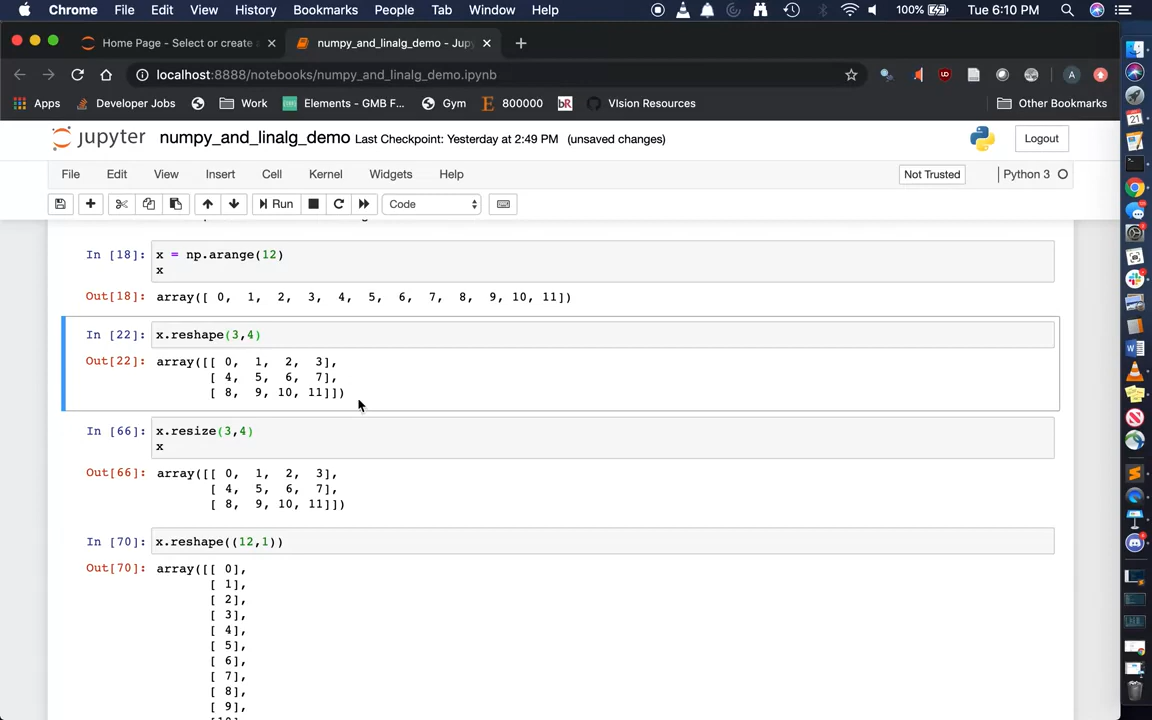 Chrome File Edit View History Bookmarks People Tab Window Help 100% Tue 6:10 PM
Home Page - Select or create a numpy_and_linalg_demo - Jupy
localhost:8888/notebooks/numpy_and_linalg_demo.ipynb
Apps Developer Jobs Work Elements - GMB F... Gym 800000 bR VIsion Resources Other Bookmarks
jupyter numpy_and_linalg_demo Last Checkpoint: Yesterday at 2:49 PM (unsaved changes) Logout
File Edit View Insert Cell Kernel Widgets Help Not Trusted Python 3
Run Code
In [18]: x = np.arange(12)
x
Out[18]: array([ 0, 1, 2, 3, 4, 5, 6, 7, 8, 9, 10, 11])
In [22]: x.reshape(3,4)
Out[22]: array([[ 0, 1, 2, 3],
[ 4, 5, 6, 7],
[ 8, 9, 10, 11]])
In [66]: x.resize(3,4)
x
Out[66]: array([[ 0, 1, 2, 3],
[ 4, 5, 6, 7],
[ 8, 9, 10, 11]])
In [70]: x.reshape((12,1))
Out[70]: array([[ 0],
[ 1],
[ 2],
[ 3],
[ 4],
[ 5],
[ 6],
[ 7],
[ 8],
[ 9],